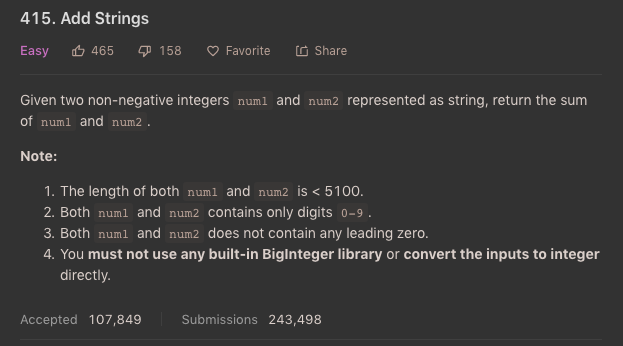 415. Add Strings
Easy 465 158 Favorite Share
Given two non-negative integers num1 and num2 represented as string, return the sum
of num1 and num2.
Note:
1. The length of both num1 and num2 is < 5100.
2. Both num1 and num2 contains only digits 0-9.
3. Both num1 and num2 does not contain any leading zero.
4. You must not use any built-in BigInteger library or convert the inputs to integer
directly.
Accepted 107,849 Submissions 243,498